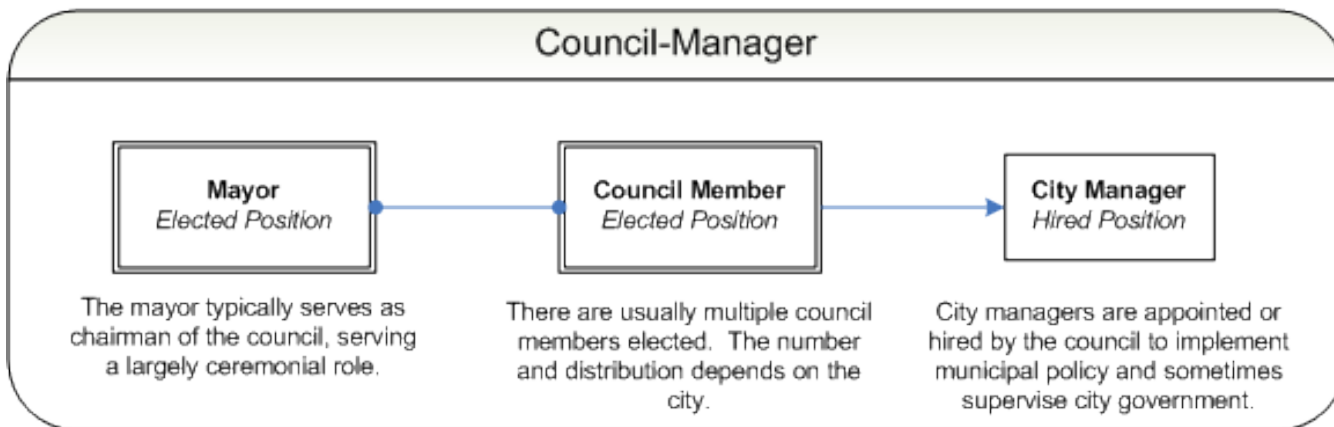 Council-Manager
Mayor
Elected Position
Council Member
Elected Position
City Manager
Hired Position
The mayor typically serves as
chairman of the council, serving
a largely ceremonial role.
There are usually multiple council
members elected.  The number
and distribution depends on the
city.
City managers are appointed or
hired by the council to implement
municipal policy and sometimes
supervise city government.